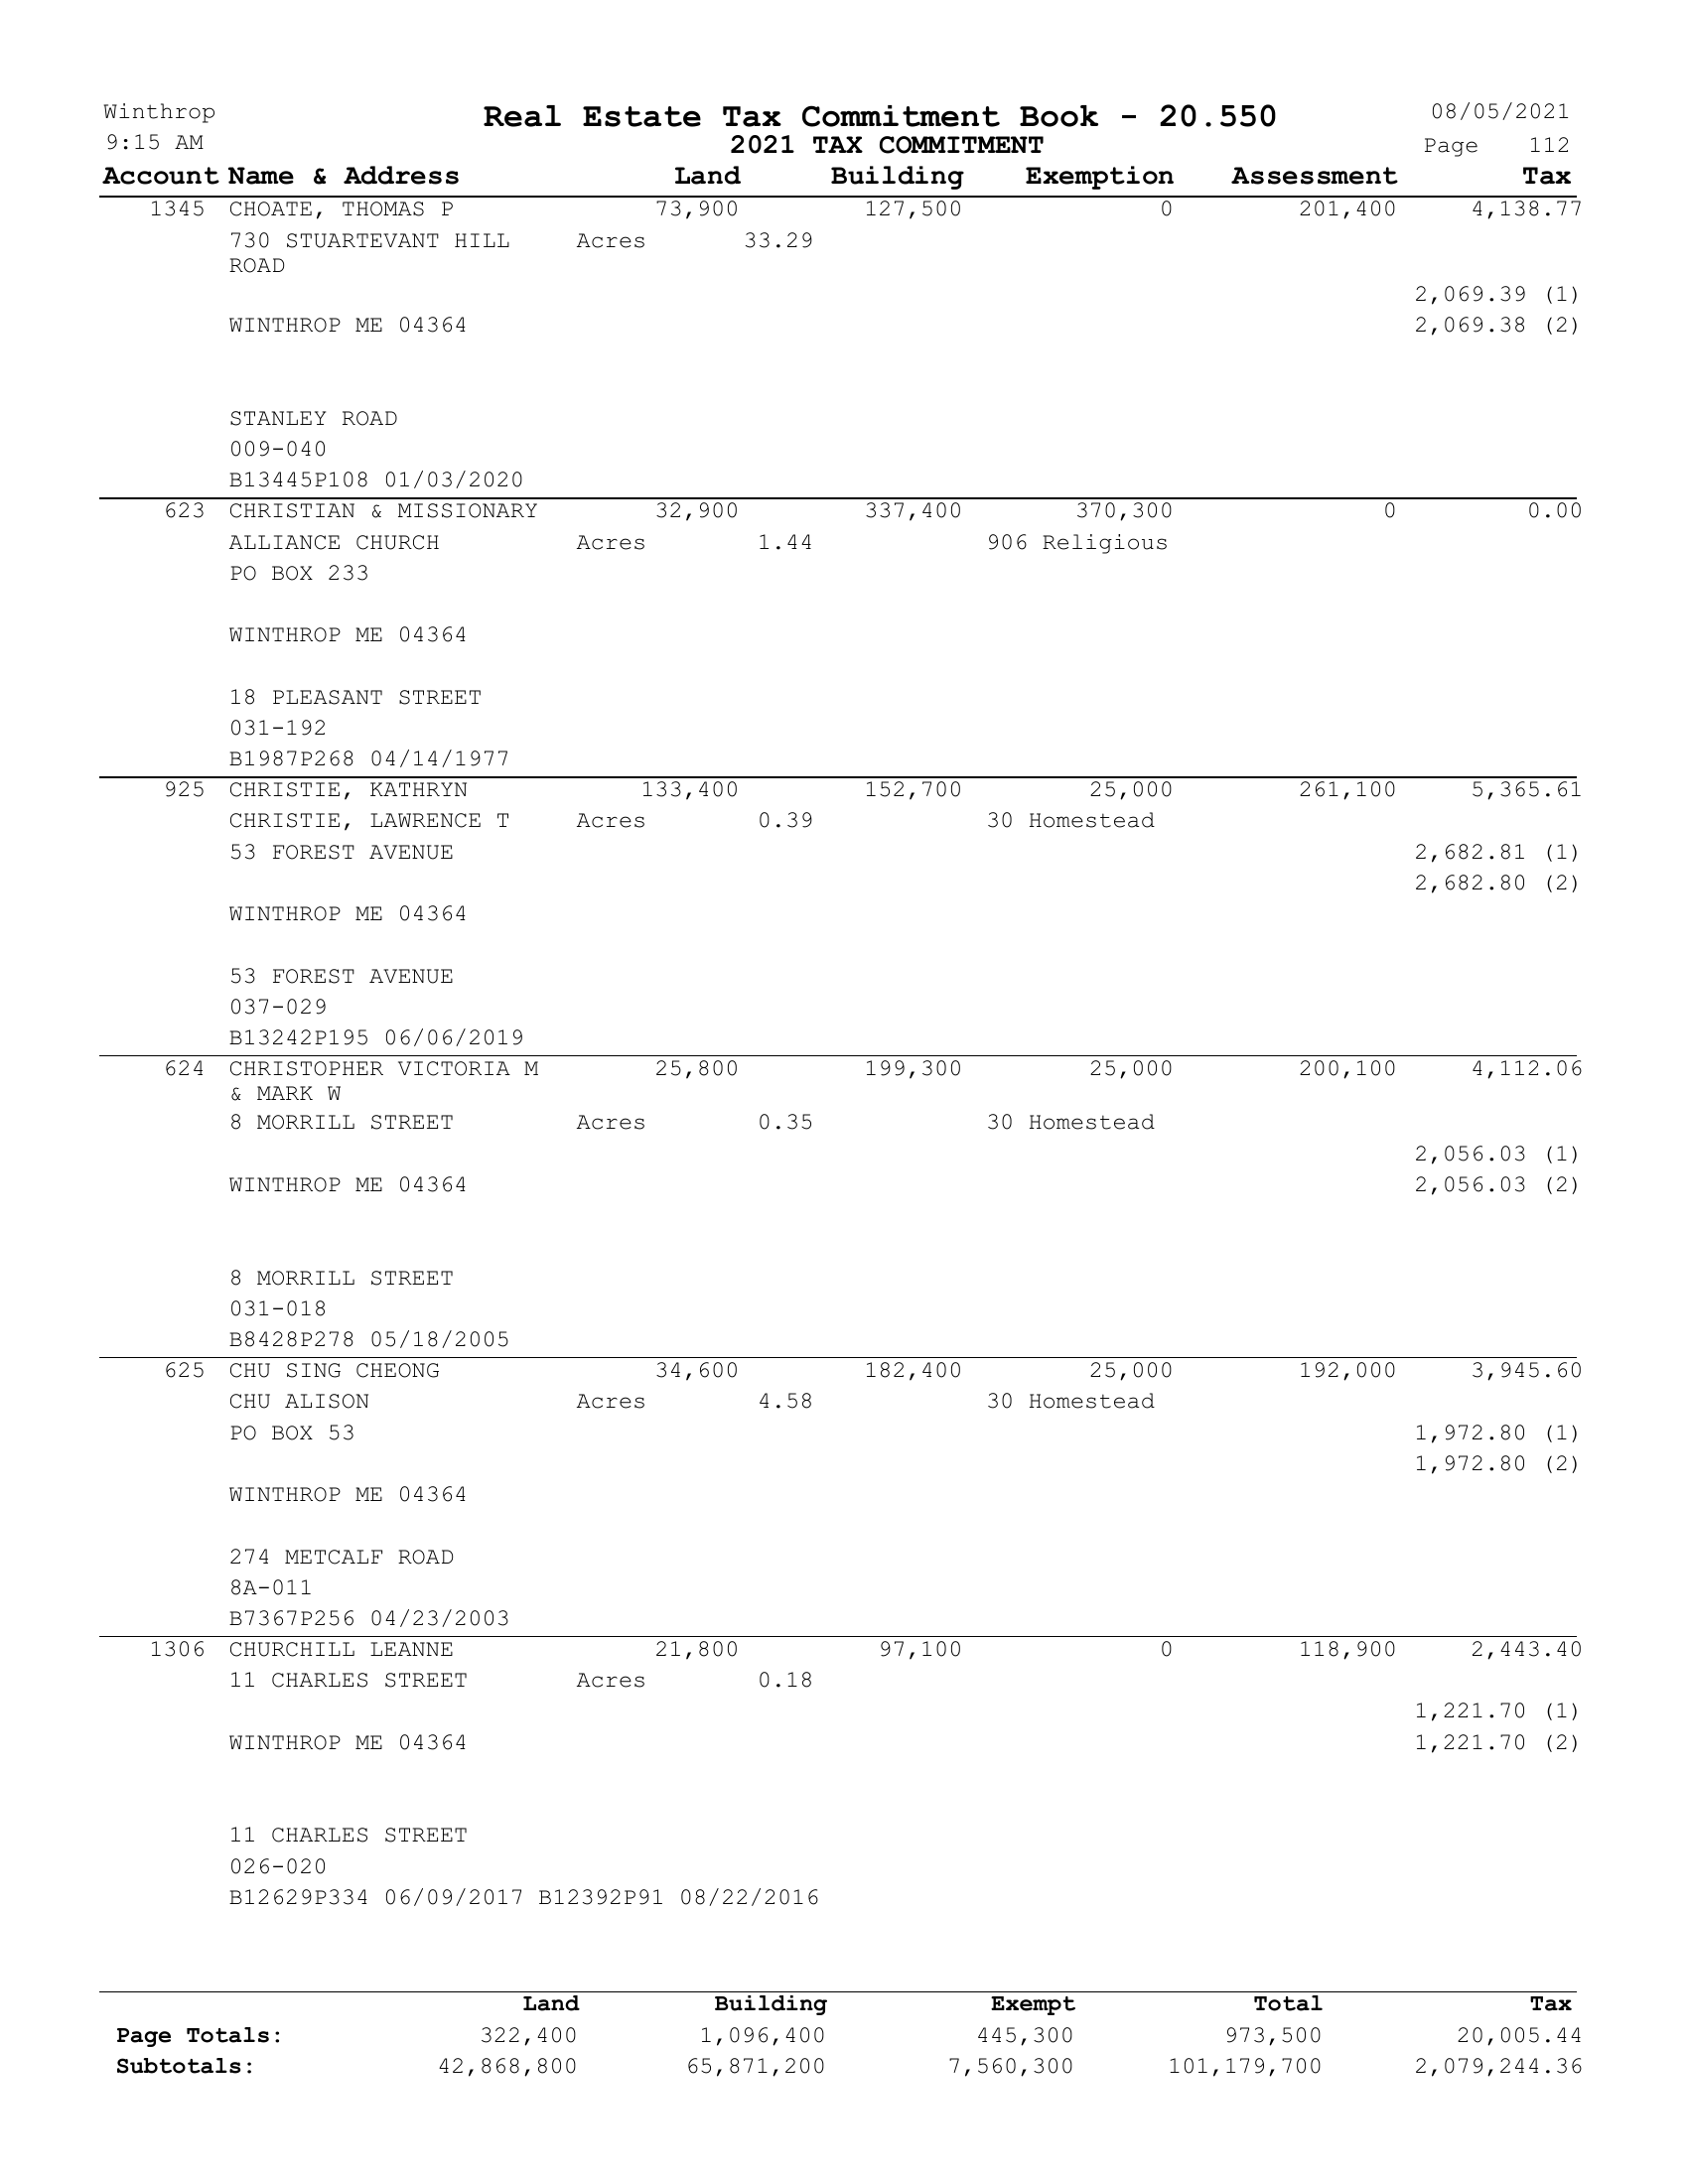 Winthrop Real Estate Tax Commitment Book - 20.550 08/05/2021
9:15 AM 2021 TAX COMMITMENT Page 112
Account Name & Address Land Building Exemption Assessment Tax
1345 CHOATE, THOMAS P 73,900 127,500 0 201,400 4,138.77
730 STUARTEVANT HILL Acres 33.29
ROAD
2,069.39 (1)
WINTHROP ME 04364 2,069.38 (2)
STANLEY ROAD
009-040
B13445P108 01/03/2020
623 CHRISTIAN & MISSIONARY 32,900 337,400 370,300 0 0.00
ALLIANCE CHURCH Acres 1.44 906 Religious
PO BOX 233
WINTHROP ME 04364
18 PLEASANT STREET
031-192
B1987P268 04/14/1977
925 CHRISTIE, KATHRYN 133,400 152,700 25,000 261,100 5,365.61
CHRISTIE, LAWRENCE T Acres 0.39 30 Homestead
53 FOREST AVENUE 2,682.81 (1)
2,682.80 (2)
WINTHROP ME 04364
53 FOREST AVENUE
037-029
B13242P195 06/06/2019
624 CHRISTOPHER VICTORIA M 25,800 199,300 25,000 200,100 4,112.06
& MARK W
8 MORRILL STREET Acres 0.35 30 Homestead
2,056.03 (1)
WINTHROP ME 04364 2,056.03 (2)
8 MORRILL STREET
031-018
B8428P278 05/18/2005
625 CHU SING CHEONG 34,600 182,400 25,000 192,000 3,945.60
CHU ALISON Acres 4.58 30 Homestead
PO BOX 53 1,972.80 (1)
1,972.80 (2)
WINTHROP ME 04364
274 METCALF ROAD
8A-011
B7367P256 04/23/2003
1306 CHURCHILL LEANNE 21,800 97,100 0 118,900 2,443.40
11 CHARLES STREET Acres 0.18
1,221.70 (1)
WINTHROP ME 04364 1,221.70 (2)
11 CHARLES STREET
026-020
B12629P334 06/09/2017 B12392P91 08/22/2016
Land Building Exempt Total Tax
Page Totals: 322,400 1,096,400 445,300 973,500 20,005.44
Subtotals: 42,868,800 65,871,200 7,560,300 101,179,700 2,079,244.36